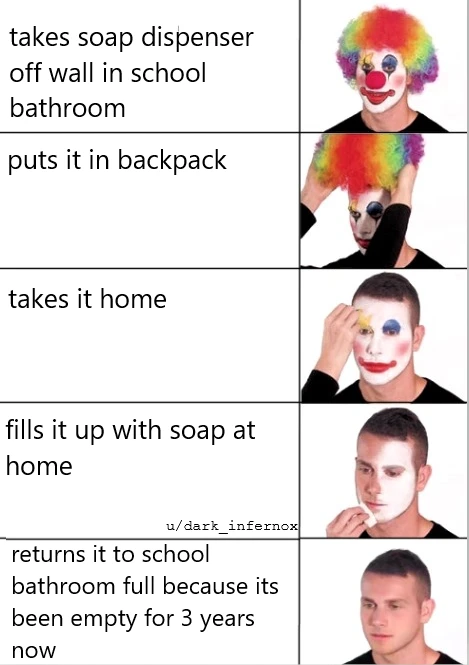 takes soap dispenser
off wall in school
bathroom
puts it in backpack
takes it home
fills it up with soap at
home
u/dark_infernox
returns it to school
bathroom full because its
been empty for 3 years
now